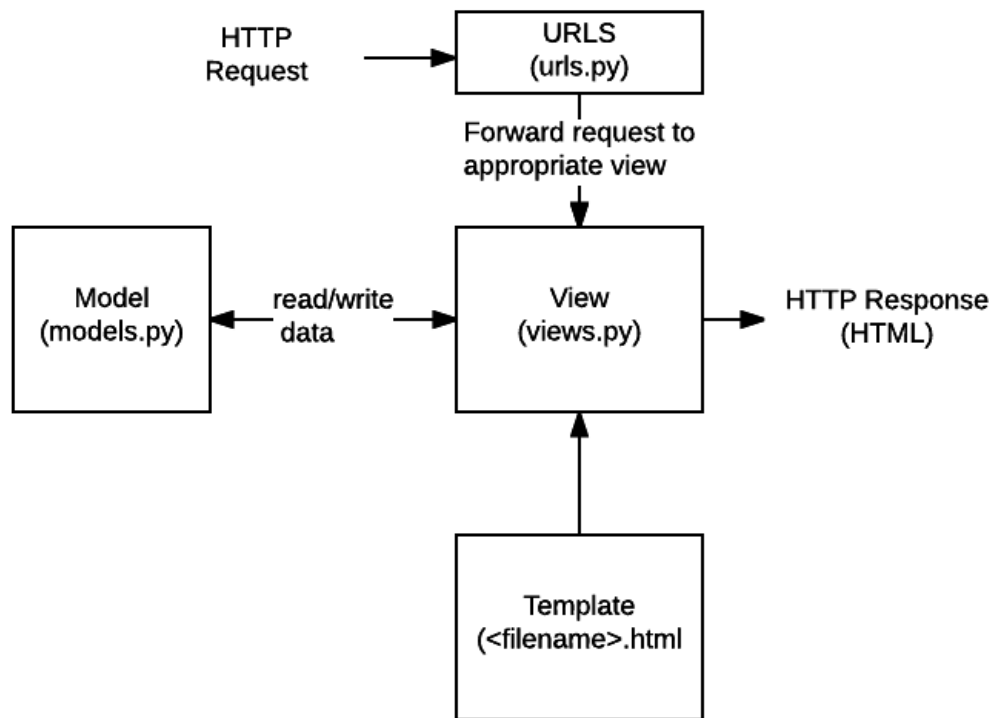 HTTP
Request
URLS
(urls.py)
Forward request to
appropriate view
Model
(models.py)
read/write
data
View
(views.py)
HTTP Response
(HTML)
Template
(<filename>.html